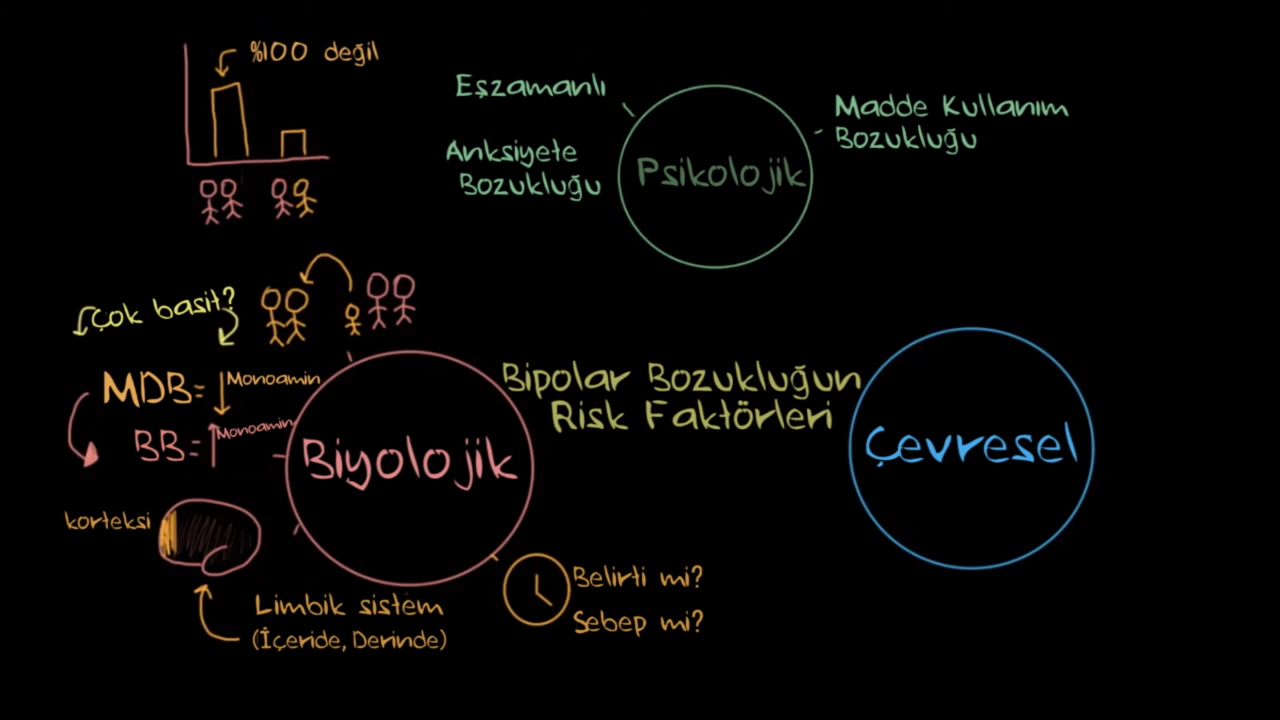 %100 değil
Eşzamanlı
Anksiyete
Bozukluğu
Psikolojik
Madde Kullanım
Bozukluğu
Çok basit?
MDB= ↓ Monoamin
BB= ↑ Monoamin
Biyolojik
Bipolar Bozukluğun
Risk Faktörleri
Çevresel
korteksi
Limbik sistem
(İçeride, Derinde)
Belirti mi?
Sebep mi?